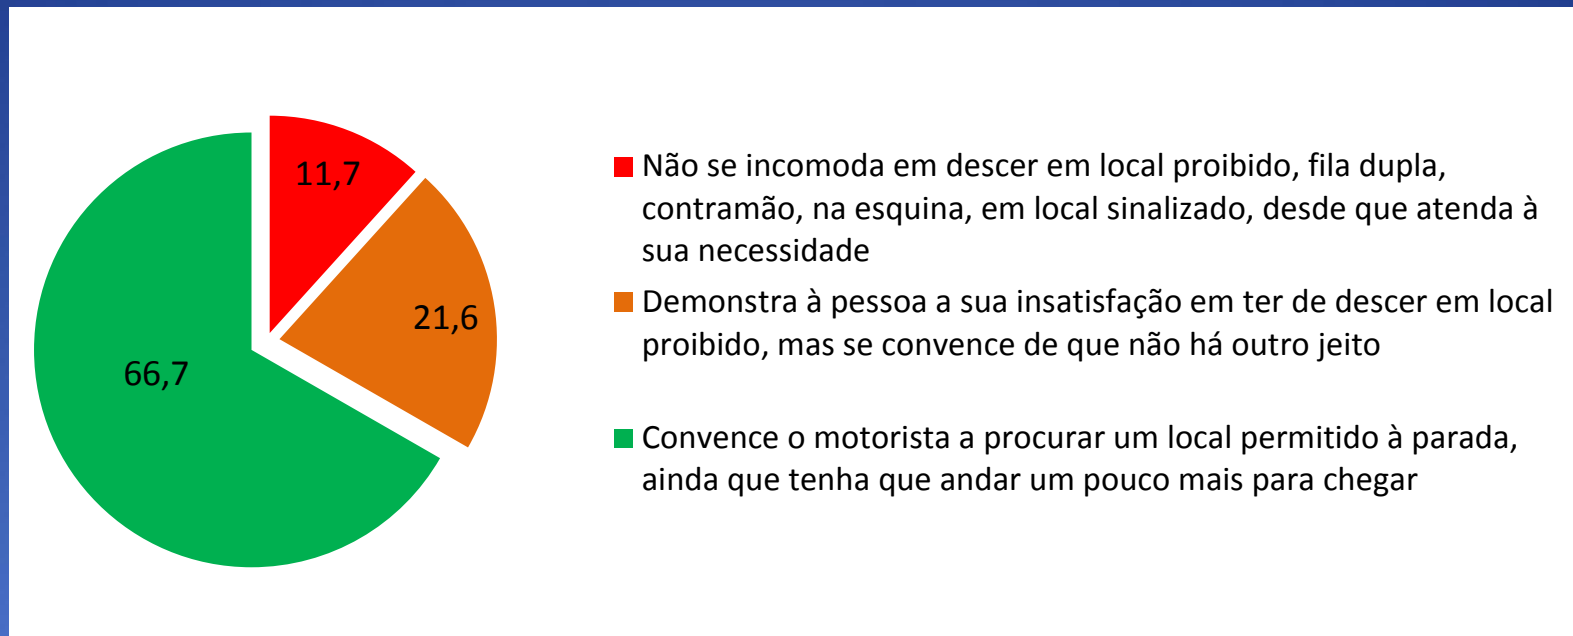 11,7
21,6
66,7
Não se incomoda em descer em local proibido, fila dupla,
contramão, na esquina, em local sinalizado, desde que atenda à
sua necessidade
Demonstra à pessoa a sua insatisfação em ter de descer em local
proibido, mas se convence de que não há outro jeito
Convence o motorista a procurar um local permitido à parada,
ainda que tenha que andar um pouco mais para chegar